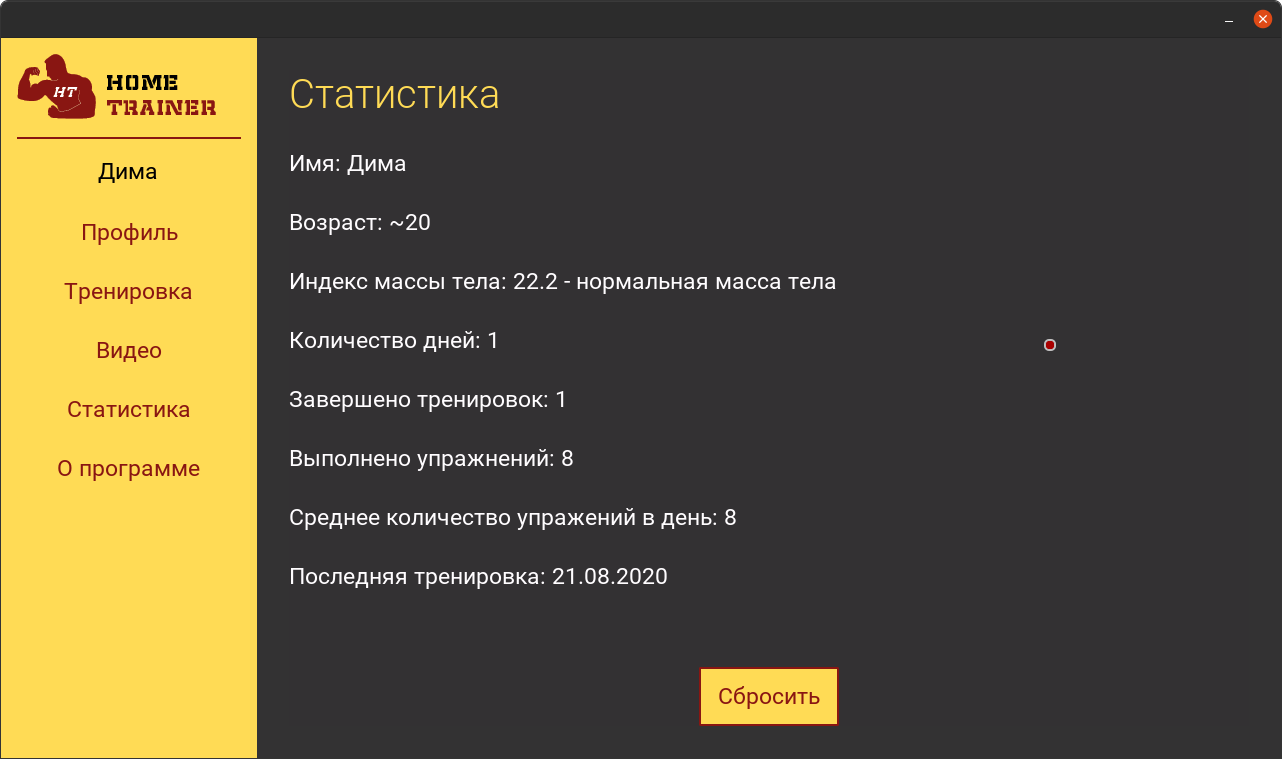 HT
HOME
TRAINER
Дима
Профиль
Тренировка
Видео
Статистика
О программе
Статистика
Имя: Дима
Возраст: ~20
Индекс массы тела: 22.2 - нормальная масса тела
Количество дней: 1
Завершено тренировок: 1
Выполнено упражнений: 8
Среднее количество упражений в день: 8
Последняя тренировка: 21.08.2020
Сбросить